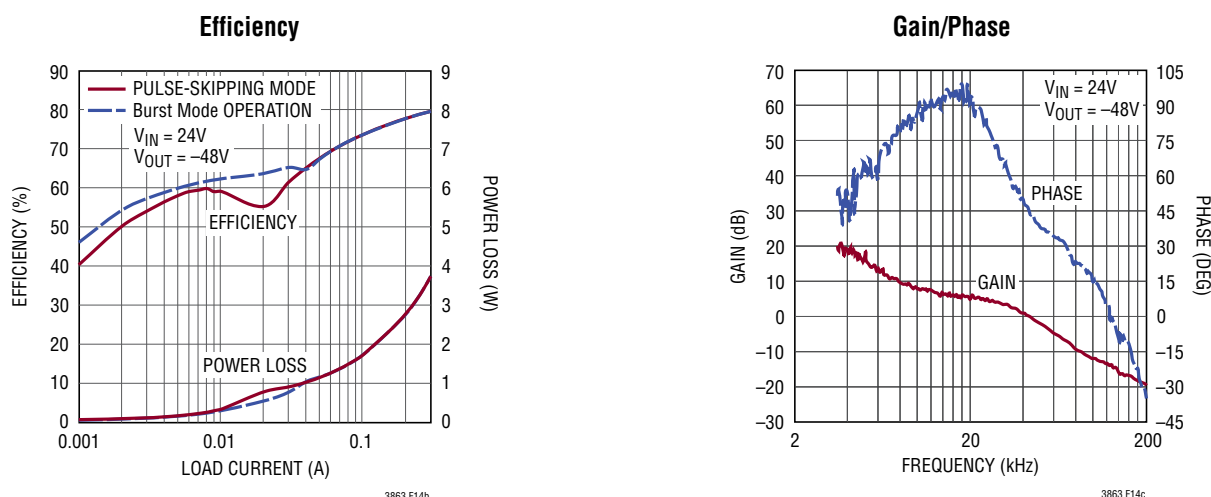 Efficiency
90
80
70
60
50
40
30
20
10
0
EFFICIENCY (%)
PULSE-SKIPPING MODE
Burst Mode OPERATION
VIN = 24V
VOUT = –48V
EFFICIENCY
POWER LOSS
9
8
7
6
5
4
3
2
1
0
POWER LOSS (W)
0.001
0.01
0.1
LOAD CURRENT (A)
3863 F14b
Gain/Phase
70
60
50
40
30
20
10
0
–10
–20
–30
GAIN (dB)
VIN = 24V
VOUT = –48V
PHASE
GAIN
105
90
75
60
45
30
15
0
–15
–30
–45
PHASE (DEG)
2
20
200
FREQUENCY (kHz)
3863 F14c